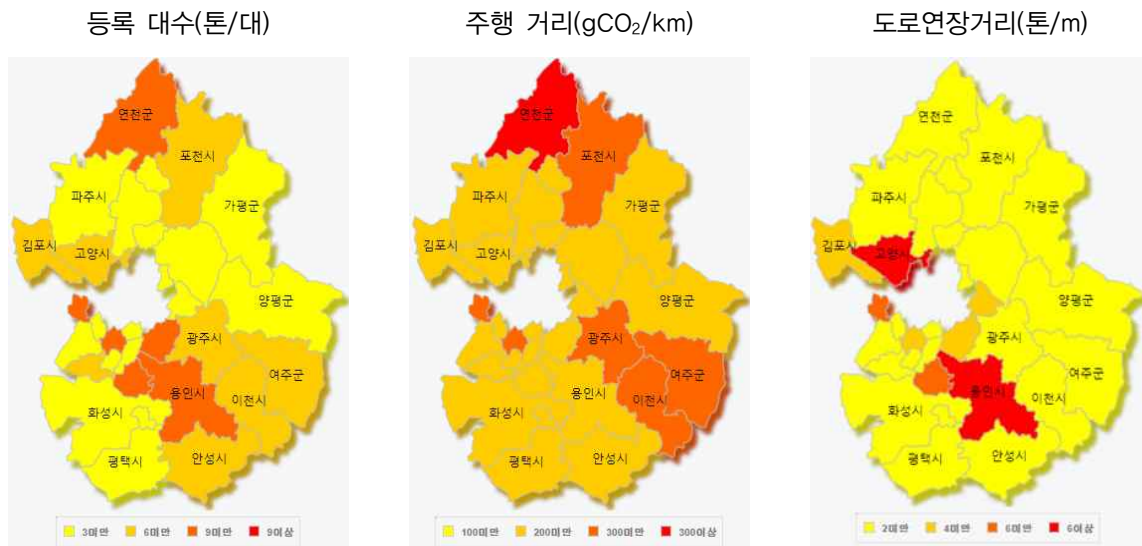 등록 대수(톤/대)
주행 거리(gCO₂/km)
도로연장거리(톤/m)
연천군
포천시
파주시
가평군
김포시
고양시
양평군
광주시
여주군
용인시
이천시
화성시
평택시
안성시
3미만 6미만 9미만 9이상
연천군
포천시
파주시
가평군
김포시
고양시
양평군
광주시
여주군
용인시
이천시
화성시
평택시
안성시
100미만 200미만 300미만 300이상
연천군
포천시
파주시
가평군
김포시
고양시
양평군
광주시
여주군
용인시
이천시
화성시
평택시
안성시
2미만 4미만 6미만 6이상